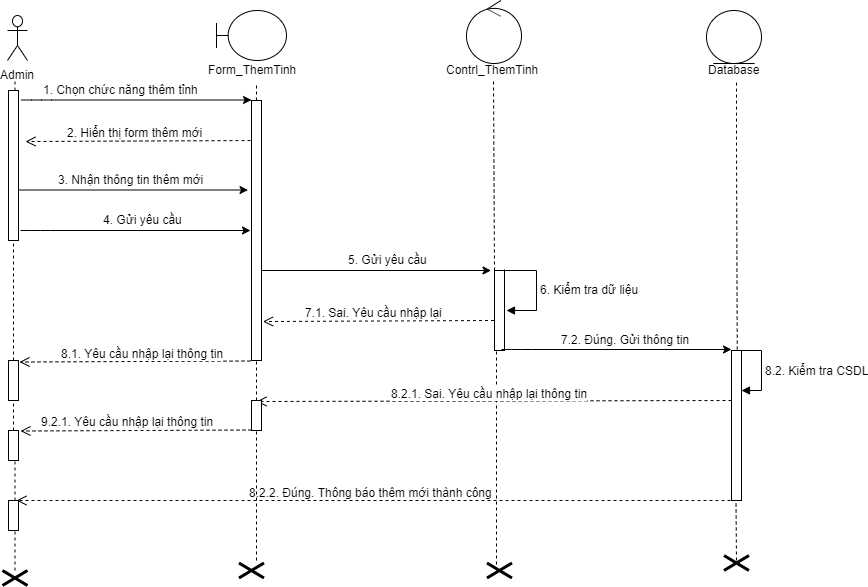 Admin
Form_ThemTinh
Contrl_ThemTinh
Database
1. Chọn chức năng thêm tỉnh
2. Hiển thị form thêm mới
3. Nhận thông tin thêm mới
4. Gửi yêu cầu
5. Gửi yêu cầu
6. Kiểm tra dữ liệu
7.1. Sai. Yêu cầu nhập lại
7.2. Đúng. Gửi thông tin
8.1. Yêu cầu nhập lại thông tin
8.2. Kiểm tra CSDL
8.2.1. Sai. Yêu cầu nhập lại thông tin
9.2.1. Yêu cầu nhập lại thông tin
8.2.2. Đúng. Thông báo thêm mới thành công